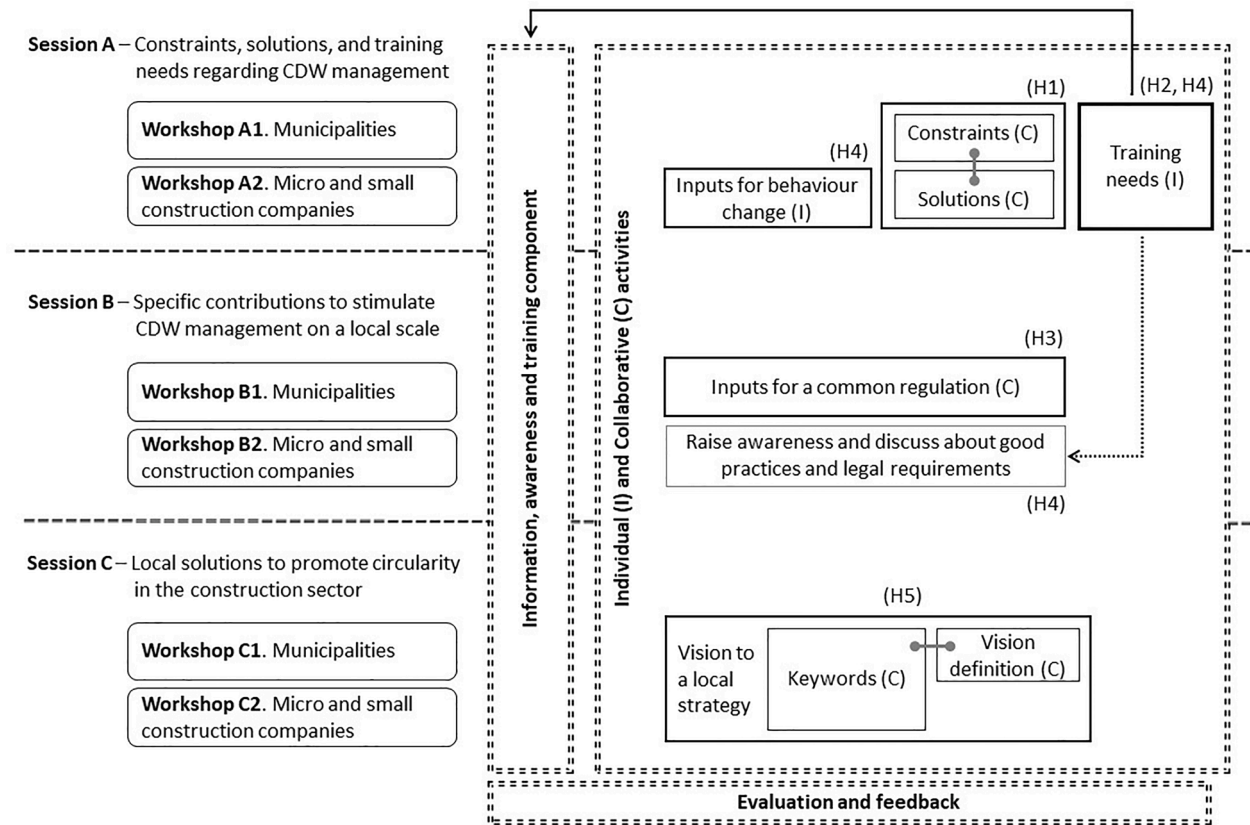 Session A – Constraints, solutions, and training
needs regarding CDW management
Workshop A1. Municipalities
Workshop A2. Micro and small
construction companies
Session B – Specific contributions to stimulate
CDW management on a local scale
Workshop B1. Municipalities
Workshop B2. Micro and small
construction companies
Session C – Local solutions to promote circularity
in the construction sector
Workshop C1. Municipalities
Workshop C2. Micro and small
construction companies
Information, awareness and training component
Individual (I) and Collaborative (C) activities
(H4)
Inputs for behaviour
change (I)
(H1)
Constraints (C)
Solutions (C)
(H2, H4)
Training
needs (I)
(H3)
Inputs for a common regulation (C)
Raise awareness and discuss about good
practices and legal requirements
(H4)
(H5)
Vision to
a local
strategy
Keywords (C)
Vision
definition (C)
Evaluation and feedback